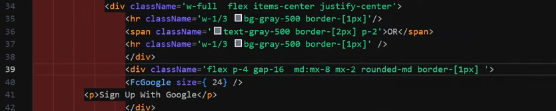 34 <div className='w-full  flex items-center justify-center'>
35 <hr className='w-1/3 bg-gray-500 border-[1px]'/>
36 <span className='text-gray-500 border-[2px] p-2'>OR</span>
37 <hr className='w-1/3 bg-gray-500 border-[1px]' />
38 </div>
39 <div className='flex p-4 gap-16  md:mx-8 mx-2 rounded-md border-[1px] '>
40 <FcGoogle size={ 24} />
41 <p>Sign Up With Google</p>
42 </div>